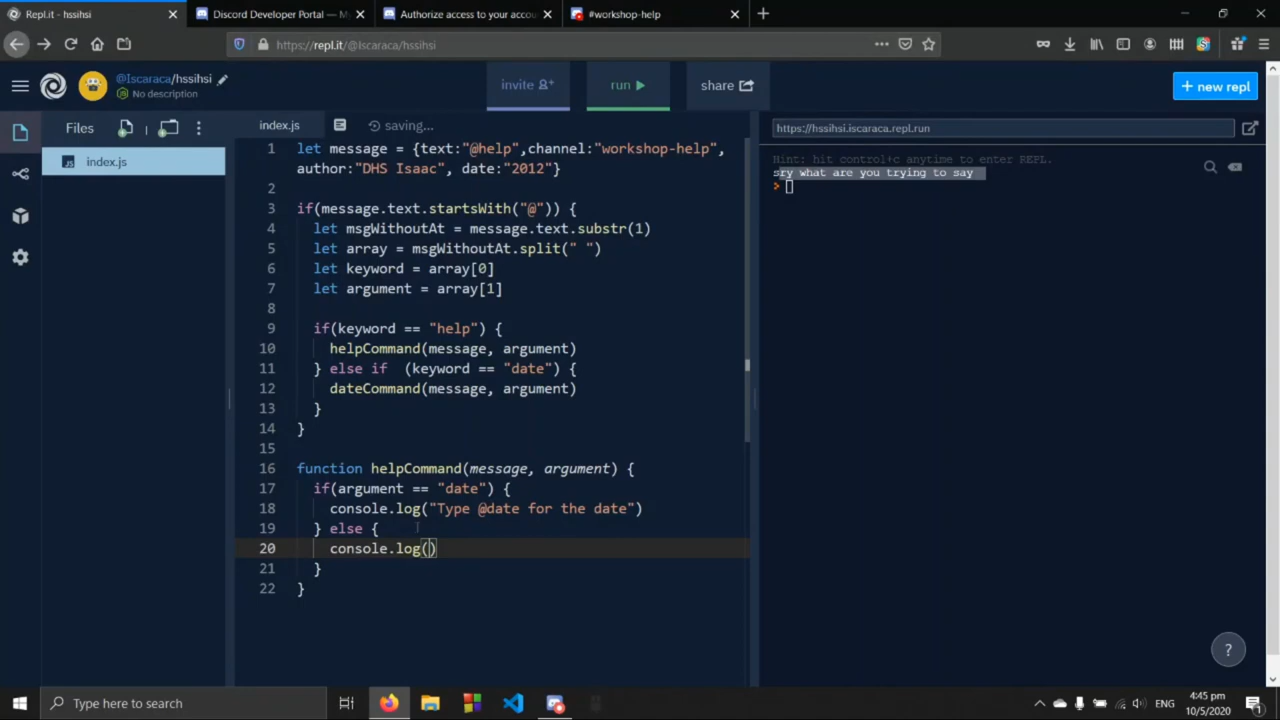 Repl.it - hssihsi
Discord Developer Portal — M
Authorize access to your accou
#workshop-help
https://repl.it/@Iscaraca/hssihsi
@Iscaraca/hssihsi
No description
invite
run
share
+ new repl
Files
index.js
saving...
https://hssihsi.iscaraca.repl.run
index.js
Hint: hit control+c anytime to enter REPL.
sry what are you trying to say
>
1 let message = {text:"@help",channel:"workshop-help",
author:"DHS Isaac", date:"2012"}
2
3 if(message.text.startsWith("@")) {
4 let msgWithoutAt = message.text.substr(1)
5 let array = msgWithoutAt.split(" ")
6 let keyword = array[0]
7 let argument = array[1]
8
9 if(keyword == "help") {
10 helpCommand(message, argument)
11 } else if  (keyword == "date") {
12 dateCommand(message, argument)
13 }
14 }
15
16 function helpCommand(message, argument) {
17 if(argument == "date") {
18 console.log("Type @date for the date")
19 } else {
20 console.log()
21 }
22 }
?
Type here to search
ENG
4:45 pm
10/5/2020
1